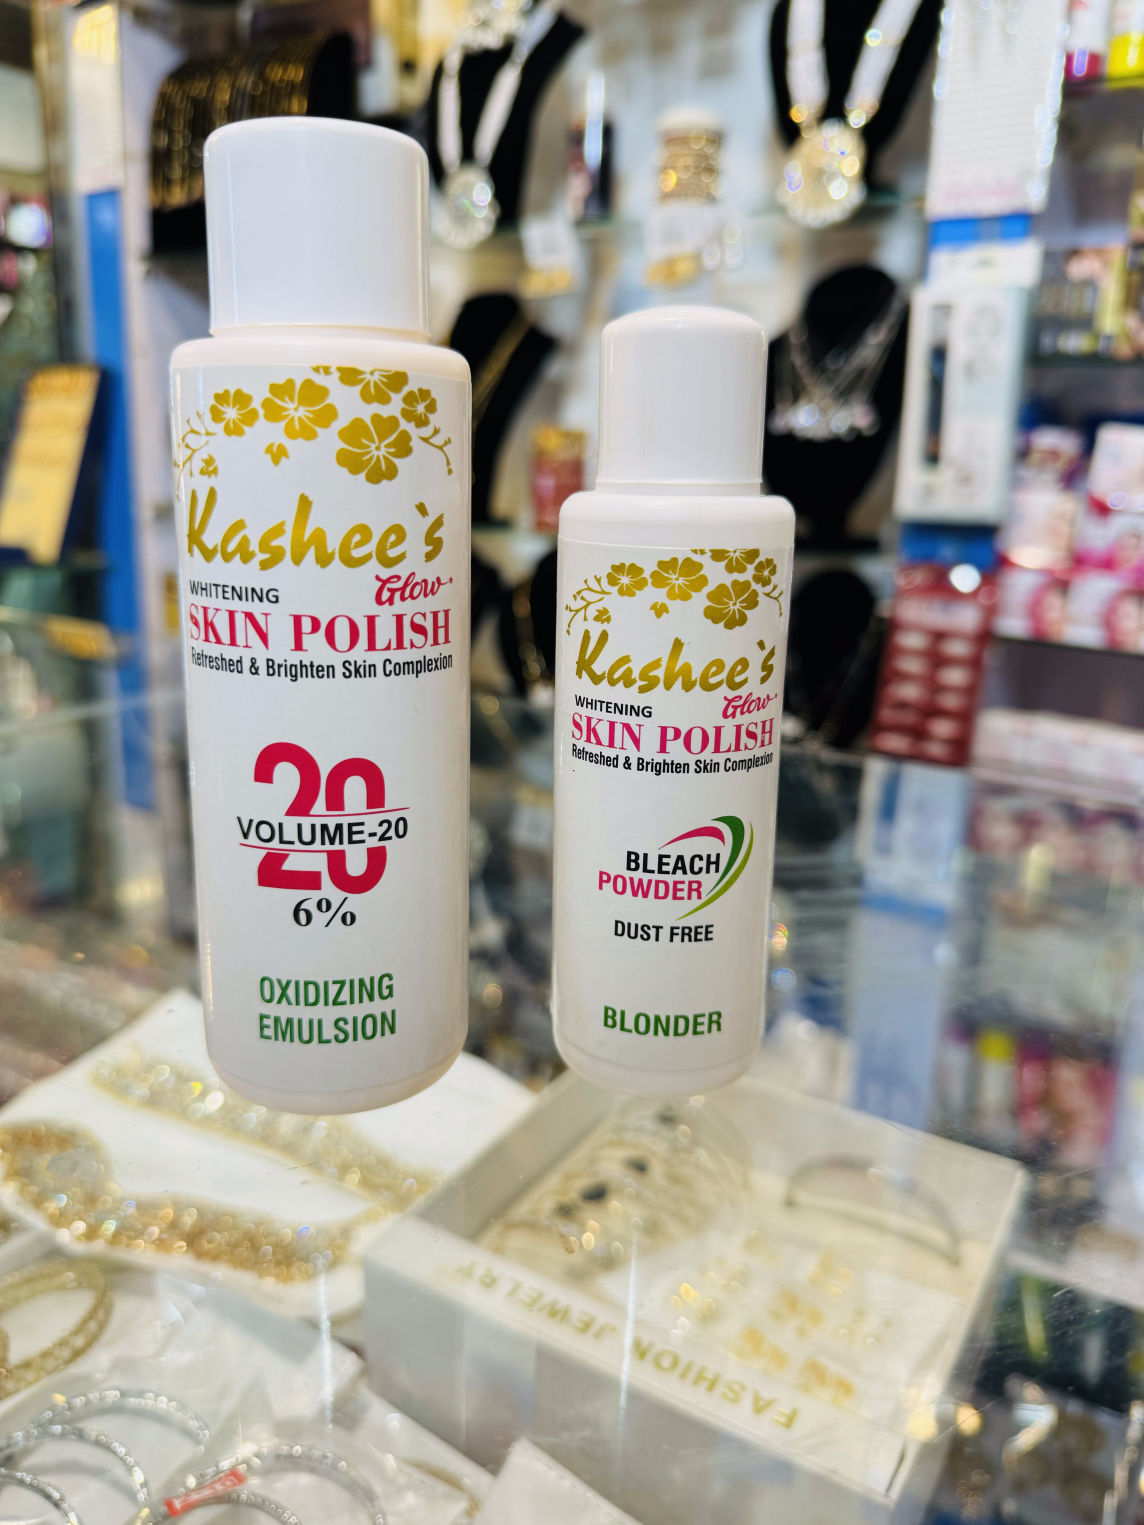 Kashee's
WHITENING Glow
SKIN POLISH
Refreshed & Brighten Skin Complexion
20
VOLUME-20
6%
OXIDIZING
EMULSION
Kashee's
WHITENING Glow
SKIN POLISH
Refreshed & Brighten Skin Complexion
BLEACH
POWDER
DUST FREE
BLONDER
FASHION JEWELRY